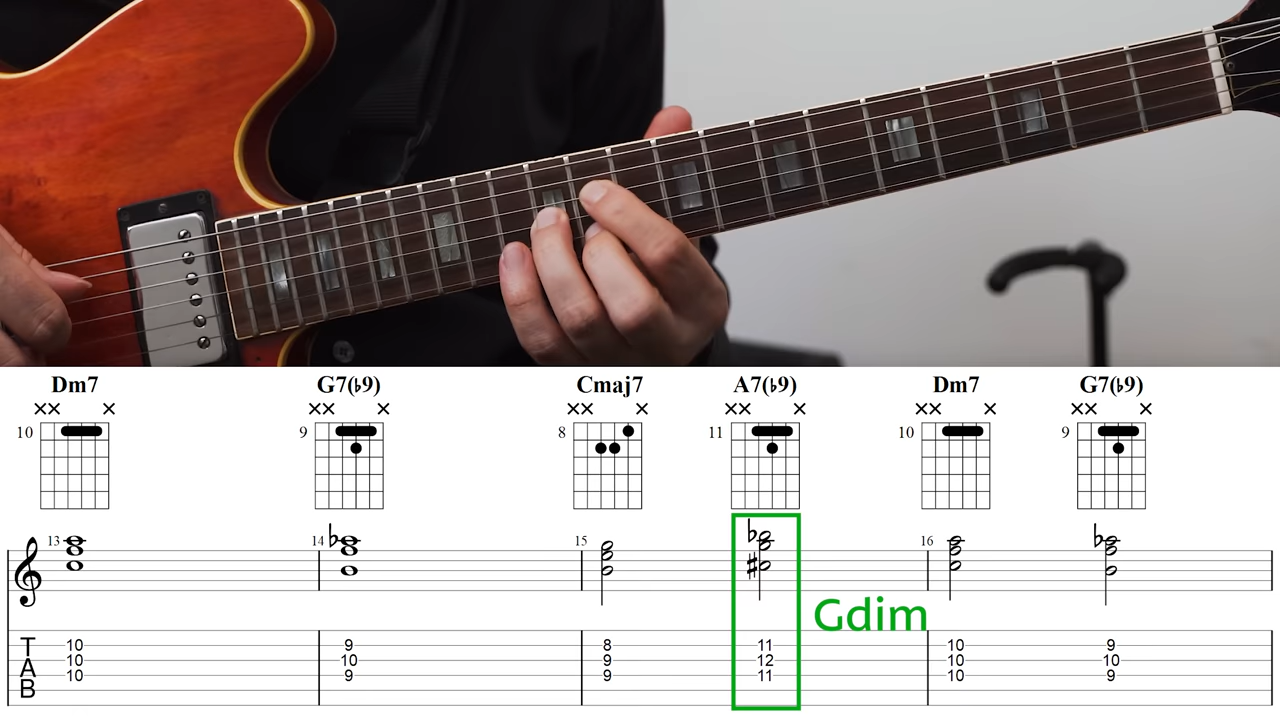 Dm7 G7(♭9) Cmaj7 A7(♭9) Dm7 G7(♭9)
×× × ×× × ×× × ×× × ×× × ×× ×
10 9 8 11 10 9
13 14 15 16
Gdim
T 10 9 8 11 10 9
A 10 10 9 12 10 10
B 10 9 9 11 10 9